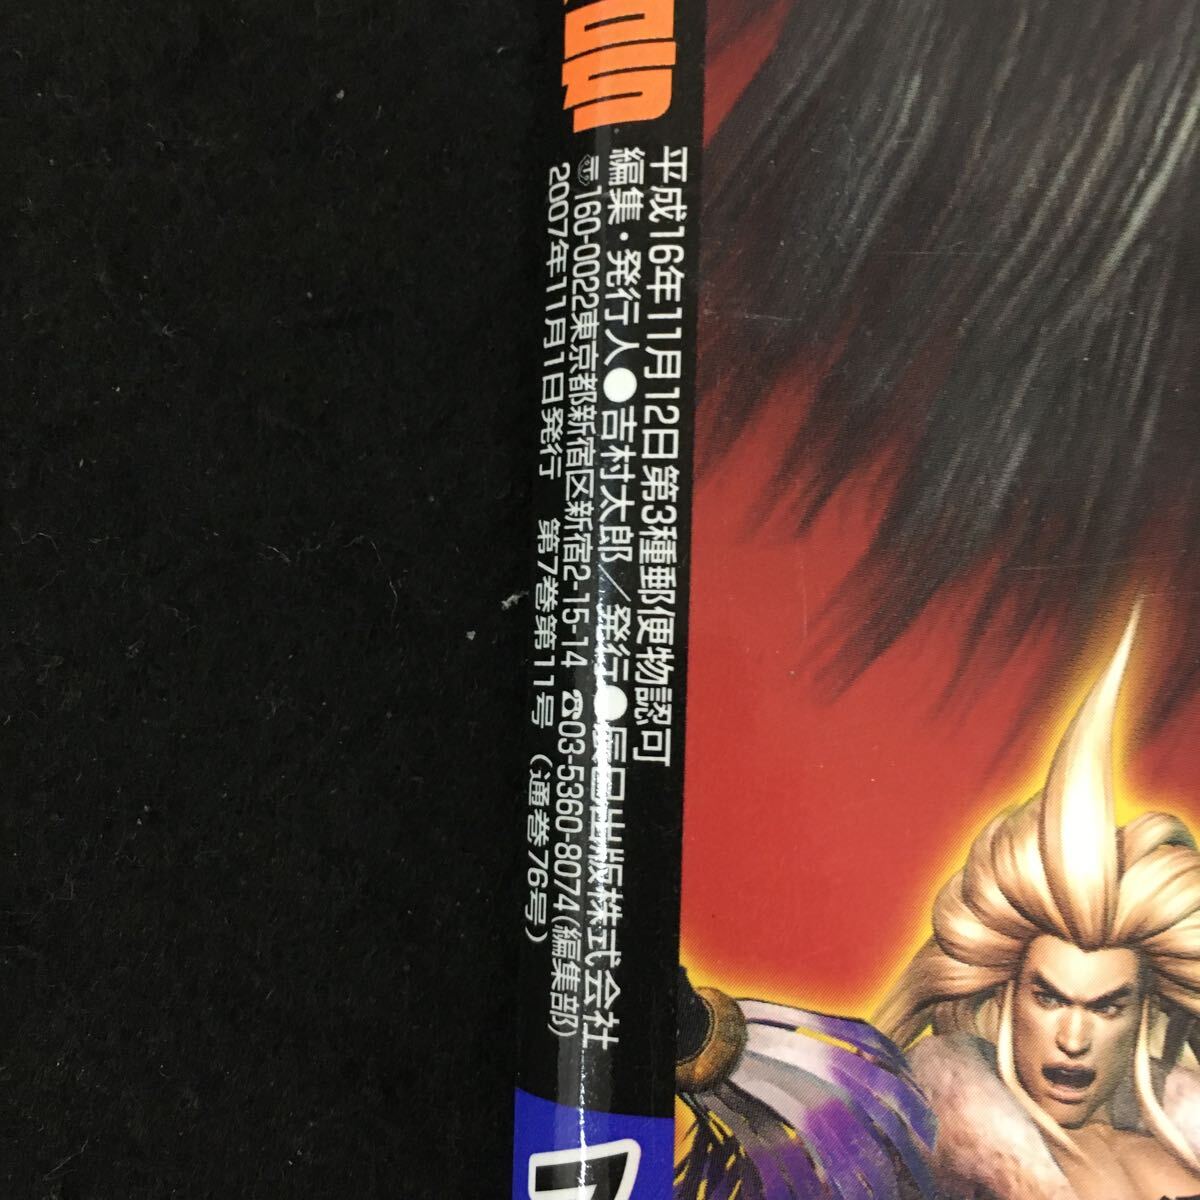 平成16年11月12日第3種郵便物認可
編集・発行人●吉村太郎／発行●辰巳出版株式会社
〒160-0022東京都新宿区新宿2-15-14 ☎03-5360-8074(編集部)
2007年11月1日発行 第7巻第11号（通巻76号）